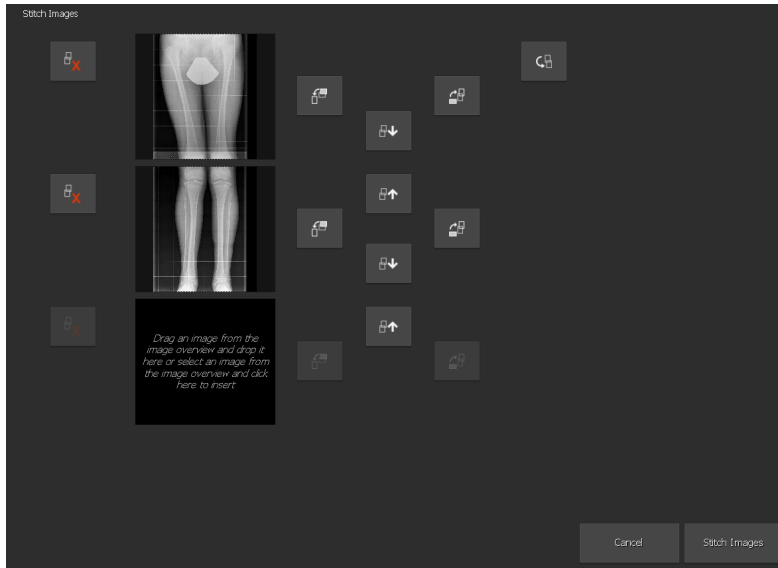 Stitch Images
Drag an image from the
image overview and drop it
here or select an image from
the image overview and click
here to insert
Cancel
Stitch Images